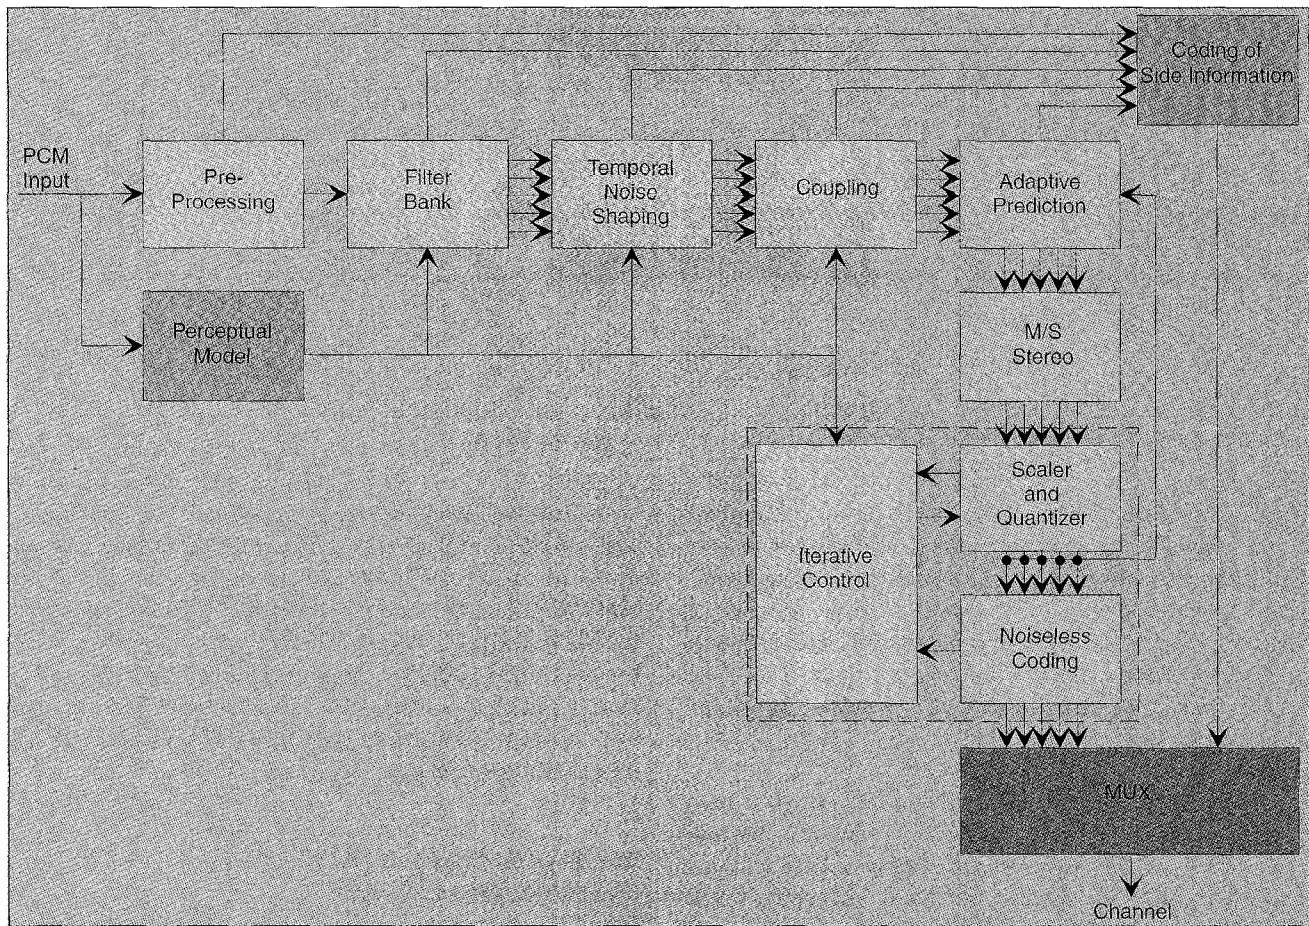 Coding of
Side Information
PCM
Input
Pre-
Processing
Filter
Bank
Temporal
Noise
Shaping
Coupling
Adaptive
Prediction
Perceptual
Model
M/S
Stereo
Scaler
and
Quantizer
Iterative
Control
Noiseless
Coding
MUX
Channel